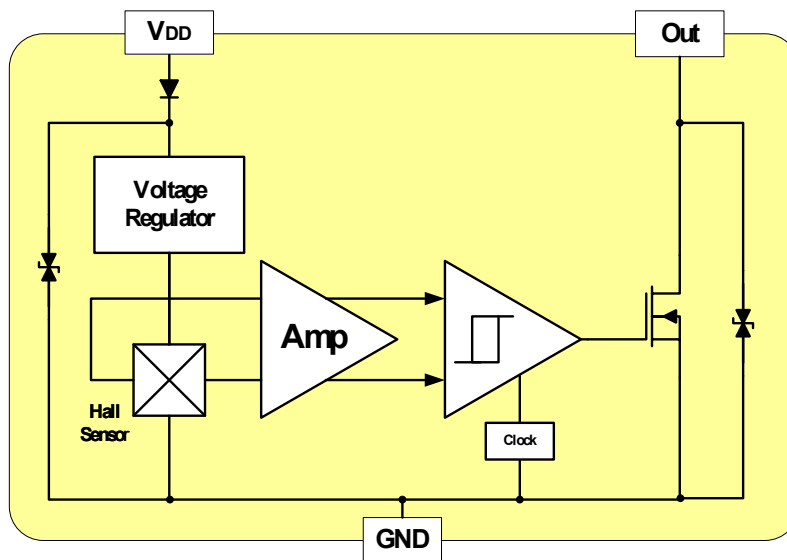 VDD
Out
Voltage
Regulator
Amp
Hall
Sensor
Clock
GND